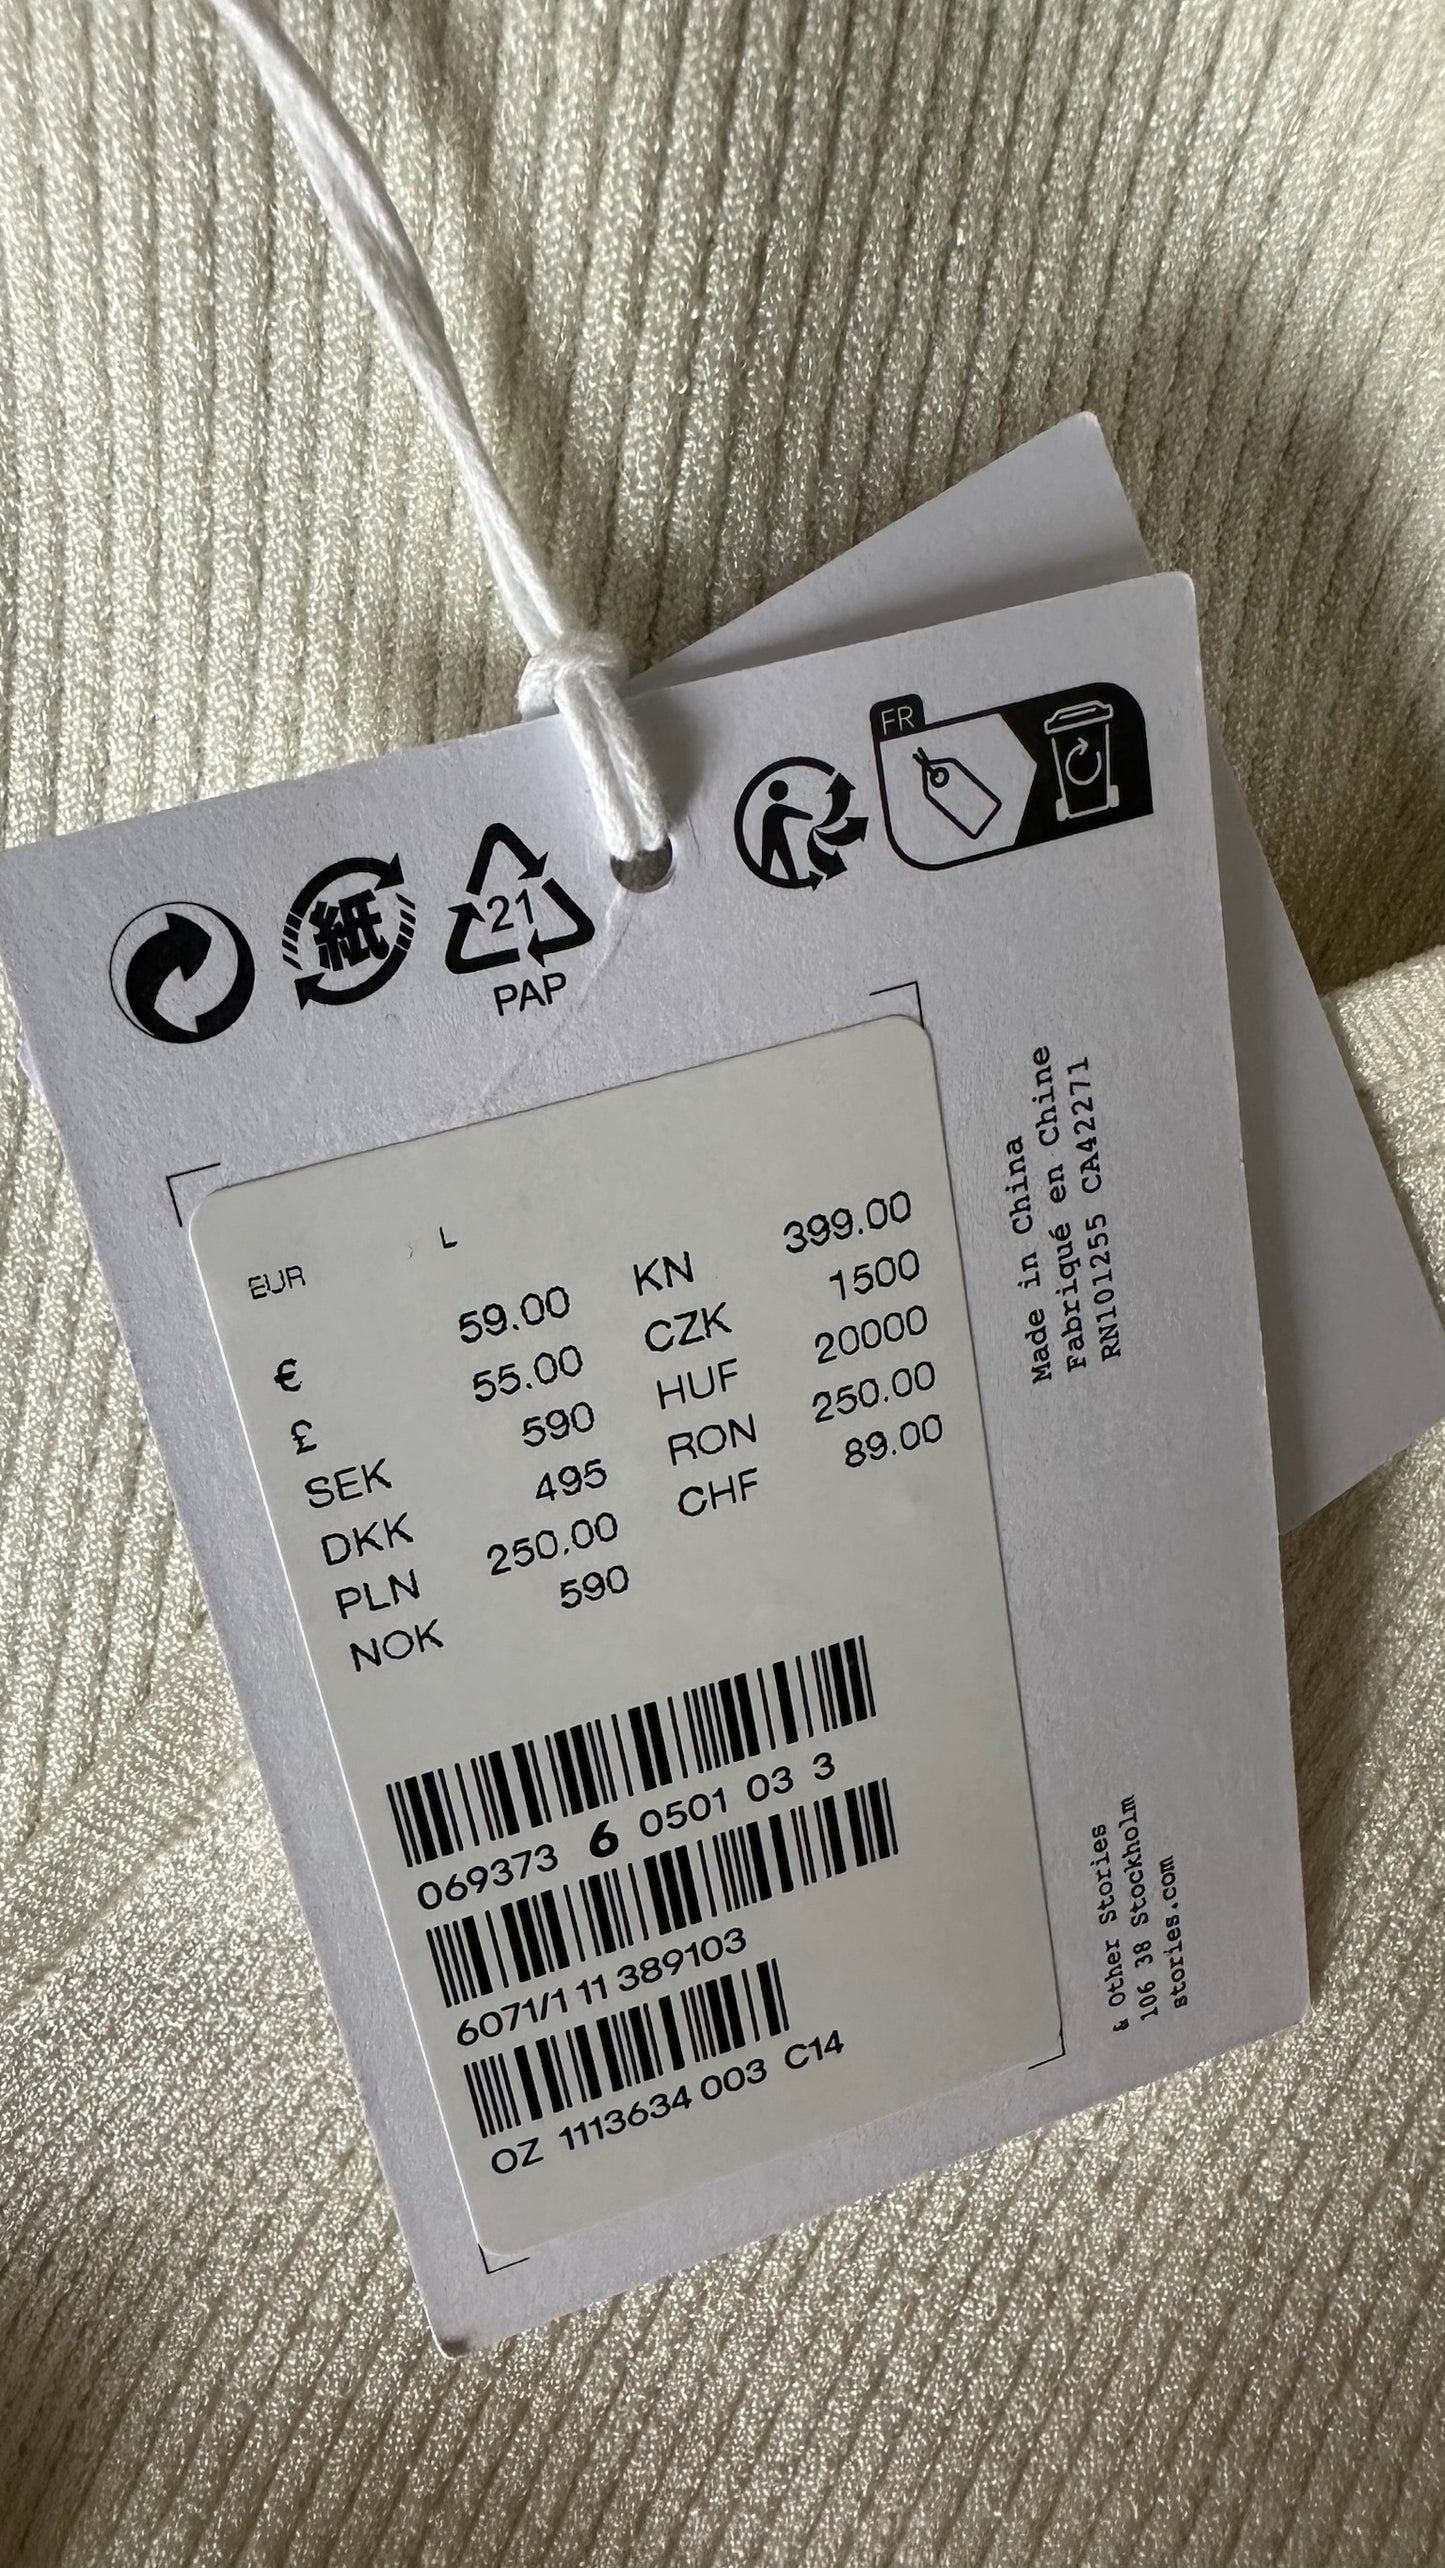 FR
紙
21
PAP
EUR L
€ 59.00 KN 399.00
£ 55.00 CZK 1500
SEK 590 HUF 20000
DKK 495 RON 250.00
PLN 250.00 CHF 89.00
NOK 590
069373 6 0501 03 3
6071/1 11 389103
OZ 1113634 003 C14
Made in China
Fabriqué en Chine
RN101255 CA42271
& Other Stories
106 38 Stockholm
stories.com